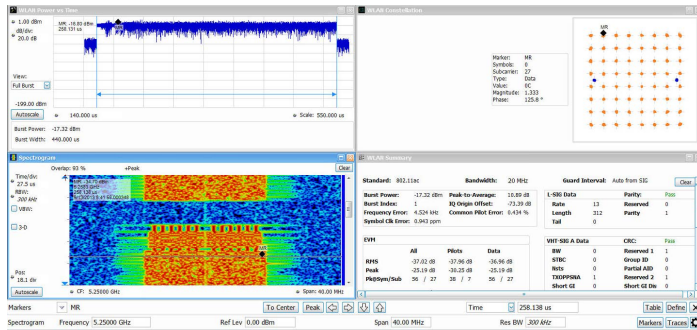 WLAN Power vs Time
1.00 dBm
dB/div:
20.0 dB
MR: -18.80 dBm
258.131 us
MR
View:
Full Burst
-199.00 dBm
Autoscale
140.000 us
Scale: 550.000 us
Burst Power: -17.32 dBm
Burst Width: 440.000 us
WLAN Constellation
Marker: MR
Symbols: 0
Subcarrier: 27
Type: Data
Value: 0C
Magnitude: 1.333
Phase: 125.8 °
MR
Spectrogram
Overlap: 93 % +Peak Clear
Time/div:
27.5 us
RBW:
300 kHz
VBW:
3-D
MR
Pos:
18.1 div
Autoscale
CF: 5.25000 GHz
Span: 40.00 MHz
WLAN Summary
Standard: 802.11ac Bandwidth: 20 MHz Guard Interval: Auto from SIG Clear
Burst Power: -17.32 dBm Peak-to-Average: 10.89 dB
Burst Index: 1 IQ Origin Offset: -73.39 dB
Frequency Error: 4.524 kHz Common Pilot Error: 0.434 %
Symbol Clk Error: 0.943 ppm
L-SIG Data Parity: Pass
Rate 13 Reserved 0
Length 312 Parity 1
Tail 0
EVM
All Pilots Data
RMS -37.02 dB -37.96 dB -36.96 dB
Peak -25.19 dB -30.25 dB -25.19 dB
Pk@Sym/Sub 56 / 27 38 / 7 56 / 27
VHT-SIG A Data CRC: Pass
BW 0 Reserved 1 1
STBC 0 Group ID 0
Nsts 0 Partial AID 0
TXOPPSNA 1 Reserved 2 1
Short GI 0 Short GI Dis 0
Markers MR To Center Peak Time 258.138 us Table Define
Spectrogram Frequency 5.25000 GHz Ref Lev 0.00 dBm Span 40.00 MHz Res BW 300 kHz Markers Traces